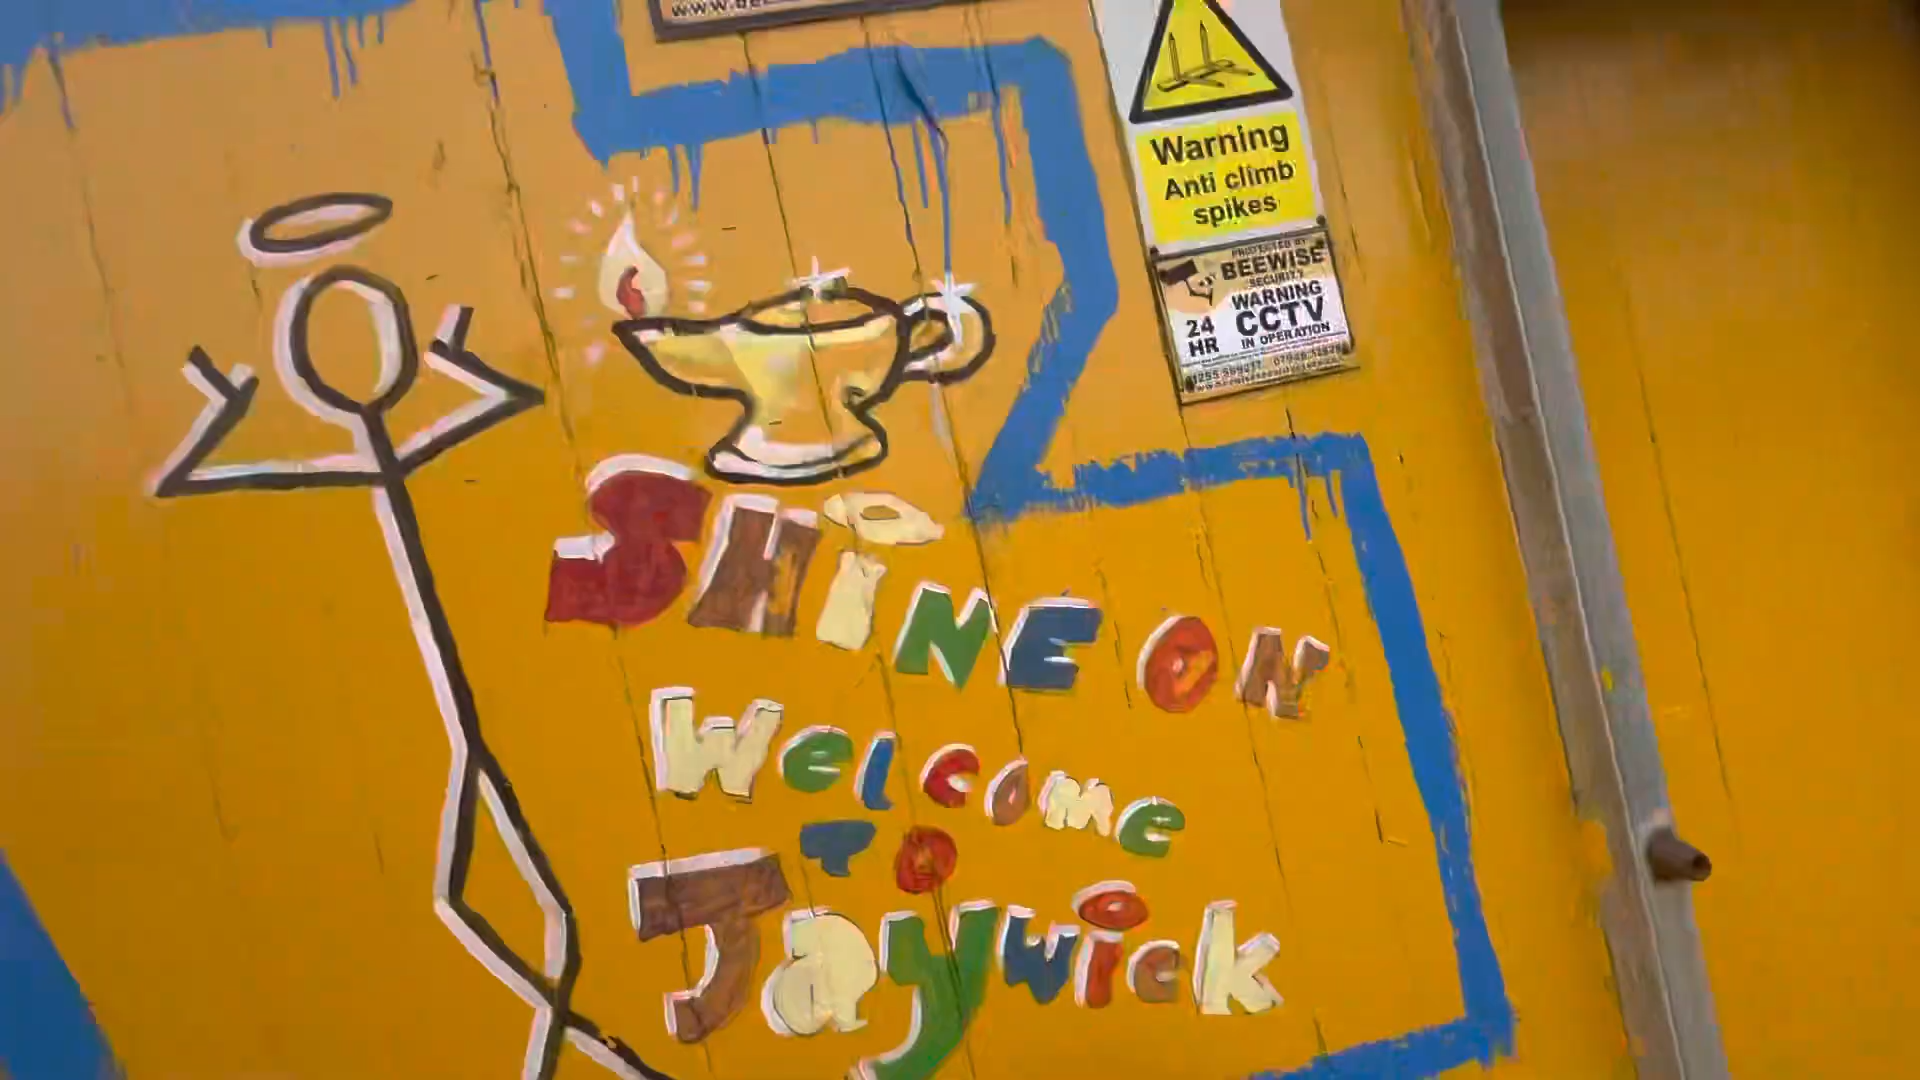 Warning
Anti climb
spikes
PROTECTED BY
BEEWISE
SECURITY
WARNING
24
HR
CCTV
IN OPERATION
SHiNE ON
Welcome
TO
Jaywick